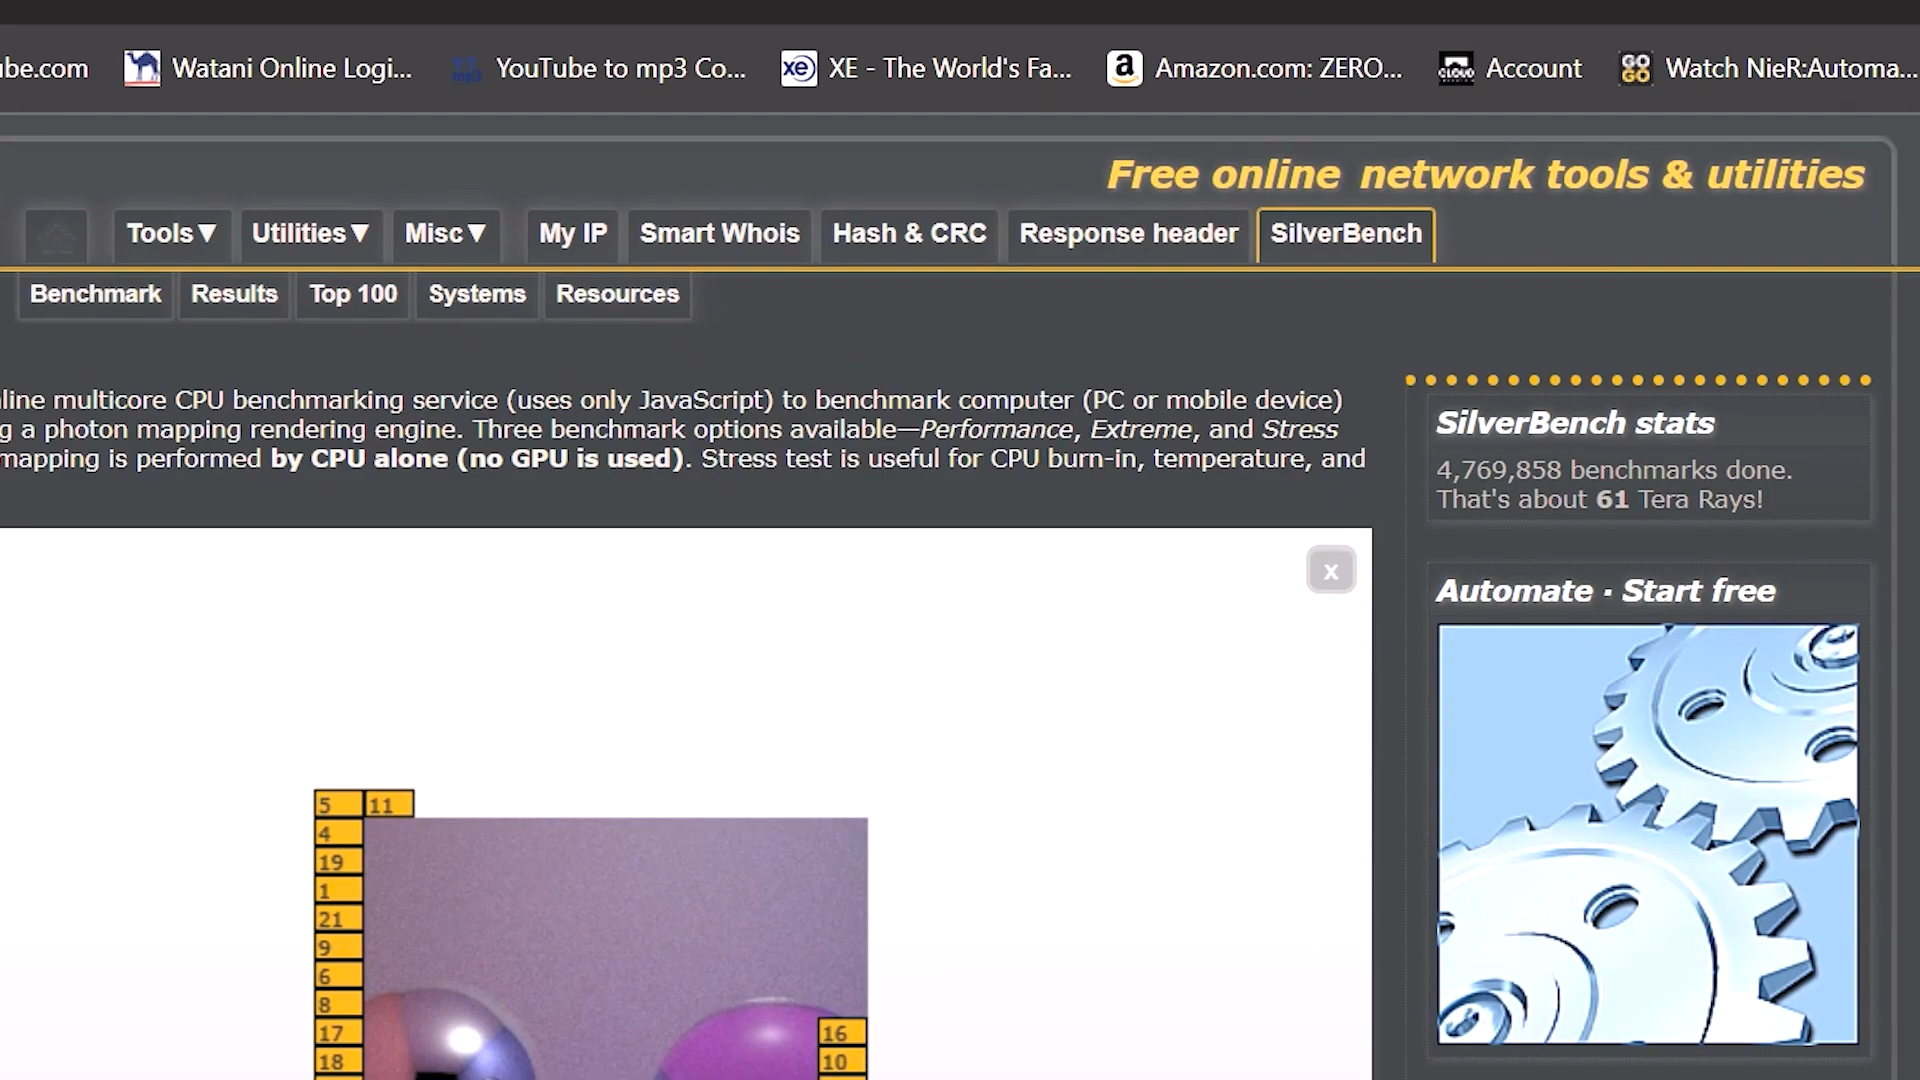 be.com Watani Online Logi... YouTube to mp3 Co... XE - The World's Fa... Amazon.com: ZERO... Account Watch NieR:Automa...
Free online network tools & utilities
Tools▼ Utilities▼ Misc▼ My IP Smart Whois Hash & CRC Response header SilverBench
Benchmark Results Top 100 Systems Resources
line multicore CPU benchmarking service (uses only JavaScript) to benchmark computer (PC or mobile device)
g a photon mapping rendering engine. Three benchmark options available—Performance, Extreme, and Stress
mapping is performed by CPU alone (no GPU is used). Stress test is useful for CPU burn-in, temperature, and
SilverBench stats
4,769,858 benchmarks done.
That's about 61 Tera Rays!
x
Automate · Start free
5 11
4
19
1
21
9
6
8
17 16
18 10